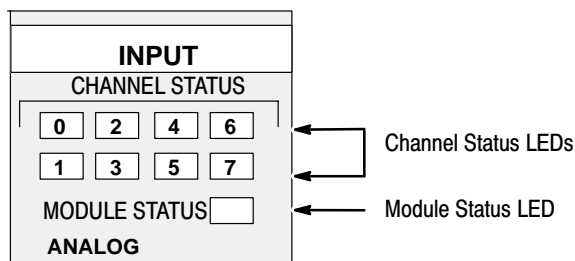 INPUT
CHANNEL STATUS
0 2 4 6
1 3 5 7
Channel Status LEDs
MODULE STATUS
Module Status LED
ANALOG